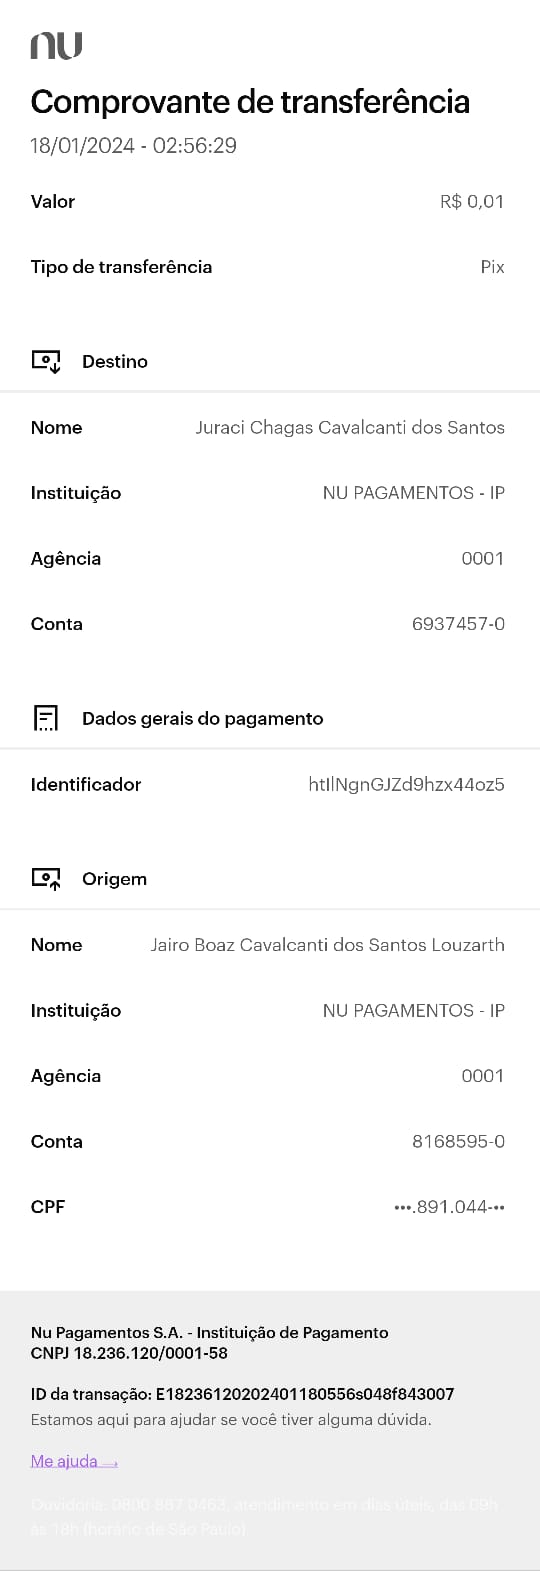 nu
Comprovante de transferência
18/01/2024 - 02:56:29
Valor R$ 0,01
Tipo de transferência Pix
Destino
Nome Juraci Chagas Cavalcanti dos Santos
Instituição NU PAGAMENTOS - IP
Agência 0001
Conta 6937457-0
Dados gerais do pagamento
Identificador htIlNgnGJZd9hzx44oz5
Origem
Nome Jairo Boaz Cavalcanti dos Santos Louzarth
Instituição NU PAGAMENTOS - IP
Agência 0001
Conta 8168595-0
CPF •••.891.044-••
Nu Pagamentos S.A. - Instituição de Pagamento
CNPJ 18.236.120/0001-58
ID da transação: E18236120202401180556s048f843007
Estamos aqui para ajudar se você tiver alguma dúvida.
Me ajuda →
Ouvidoria: 0800 887 0463, atendimento em dias úteis, das 09h
às 18h (horário de São Paulo)